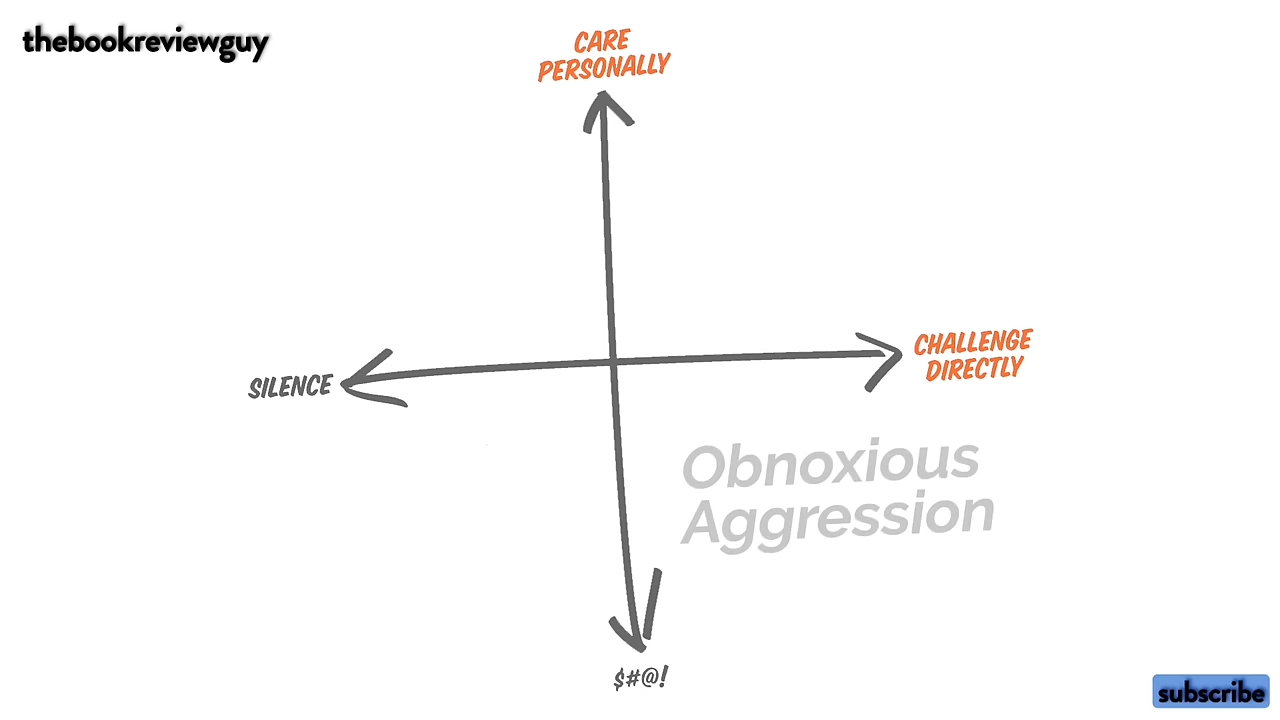 thebookreviewguy
CARE
PERSONALLY
CHALLENGE
DIRECTLY
SILENCE
Obnoxious
Aggression
$#@!
subscribe